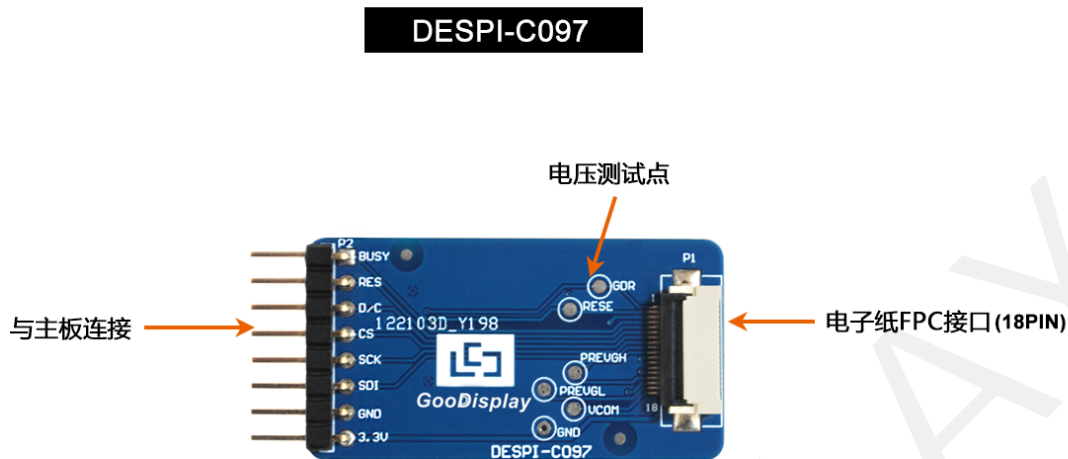 DESPI-C097
电压测试点
P2
BUSY
P1
RES
GDR
1
D/C
RESE
与主板连接
122103D_Y198
电子纸FPC接口(18PIN)
CS
SCK
PREVGH
SDI
PREVGL
GooDisplay
18
VCOM
GND
GND
3.3V
DESPI-C097
AY